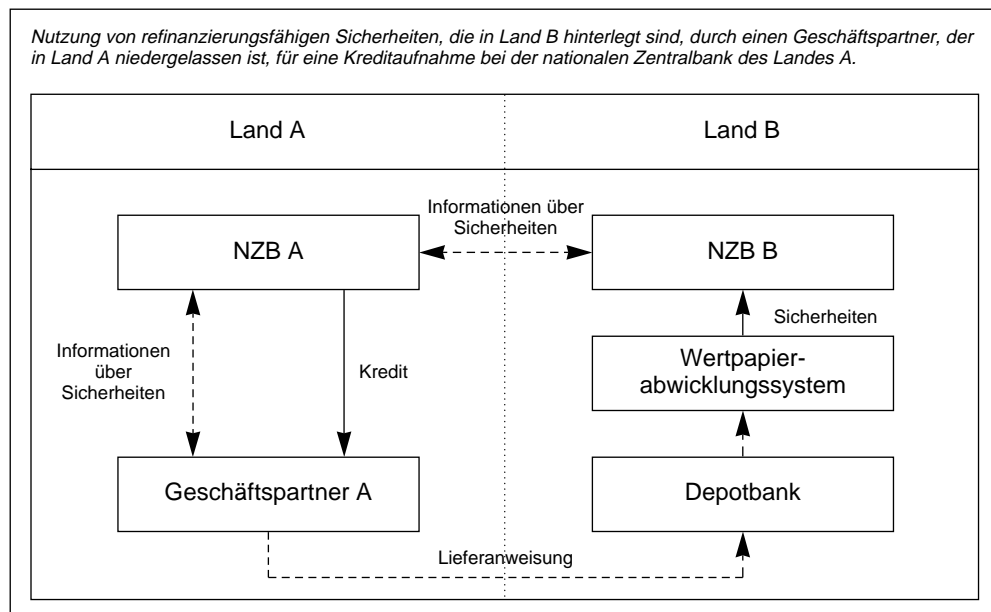 Nutzung von refinanzierungsfähigen Sicherheiten, die in Land B hinterlegt sind, durch einen Geschäftspartner, der
in Land A niedergelassen ist, für eine Kreditaufnahme bei der nationalen Zentralbank des Landes A.
Land A
Land B
Informationen über
Sicherheiten
NZB A
NZB B
Sicherheiten
Informationen
über
Sicherheiten
Kredit
Wertpapier-
abwicklungssystem
Geschäftspartner A
Depotbank
Lieferanweisung